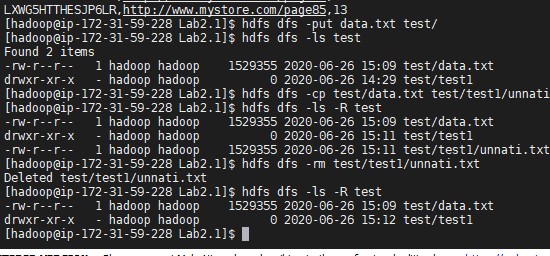 LXWG5HTTHESJP6LR,http://www.mystore.com/page85,13
[hadoop@ip-172-31-59-228 Lab2.1]$ hdfs dfs -put data.txt test/
[hadoop@ip-172-31-59-228 Lab2.1]$ hdfs dfs -ls test
Found 2 items
-rw-r--r--   1 hadoop hadoop    1529355 2020-06-26 15:09 test/data.txt
drwxr-xr-x   - hadoop hadoop          0 2020-06-26 14:29 test/test1
[hadoop@ip-172-31-59-228 Lab2.1]$ hdfs dfs -cp test/data.txt test/test1/unnati
[hadoop@ip-172-31-59-228 Lab2.1]$ hdfs dfs -ls -R test
-rw-r--r--   1 hadoop hadoop    1529355 2020-06-26 15:09 test/data.txt
drwxr-xr-x   - hadoop hadoop          0 2020-06-26 15:11 test/test1
-rw-r--r--   1 hadoop hadoop    1529355 2020-06-26 15:11 test/test1/unnati.tx
[hadoop@ip-172-31-59-228 Lab2.1]$ hdfs dfs -rm test/test1/unnati.txt
Deleted test/test1/unnati.txt
[hadoop@ip-172-31-59-228 Lab2.1]$ hdfs dfs -ls -R test
-rw-r--r--   1 hadoop hadoop    1529355 2020-06-26 15:09 test/data.txt
drwxr-xr-x   - hadoop hadoop          0 2020-06-26 15:12 test/test1
[hadoop@ip-172-31-59-228 Lab2.1]$